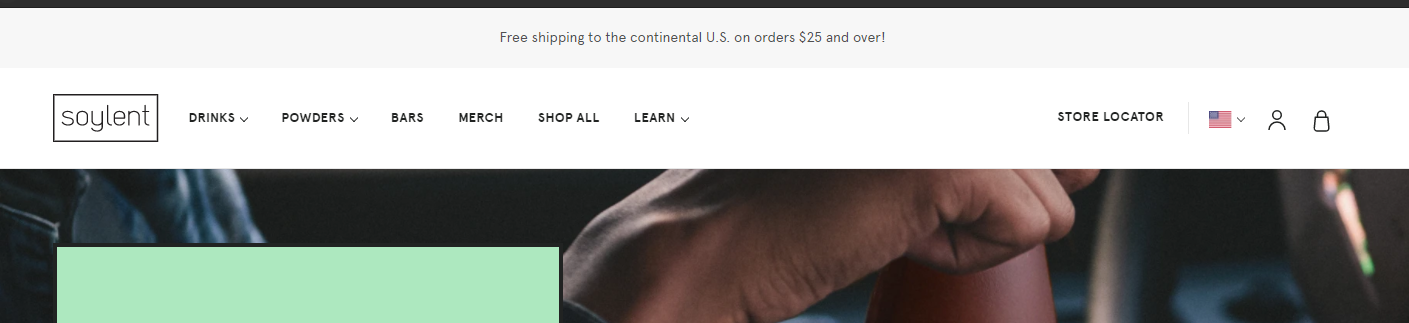 Free shipping to the continental U.S. on orders $25 and over!
soylent DRINKS POWDERS BARS MERCH SHOP ALL LEARN STORE LOCATOR